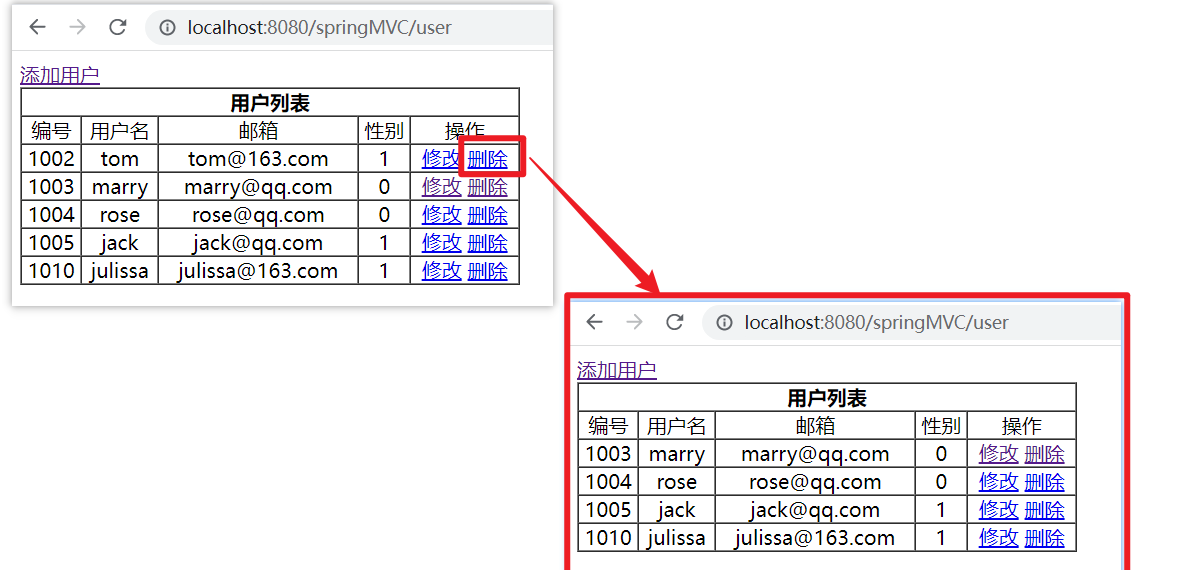 localhost:8080/springMVC/user
添加用户
用户列表
编号 用户名 邮箱 性别 操作
1002 tom tom@163.com 1 修改 删除
1003 marry marry@qq.com 0 修改 删除
1004 rose rose@qq.com 0 修改 删除
1005 jack jack@qq.com 1 修改 删除
1010 julissa julissa@163.com 1 修改 删除
localhost:8080/springMVC/user
添加用户
用户列表
编号 用户名 邮箱 性别 操作
1003 marry marry@qq.com 0 修改 删除
1004 rose rose@qq.com 0 修改 删除
1005 jack jack@qq.com 1 修改 删除
1010 julissa julissa@163.com 1 修改 删除